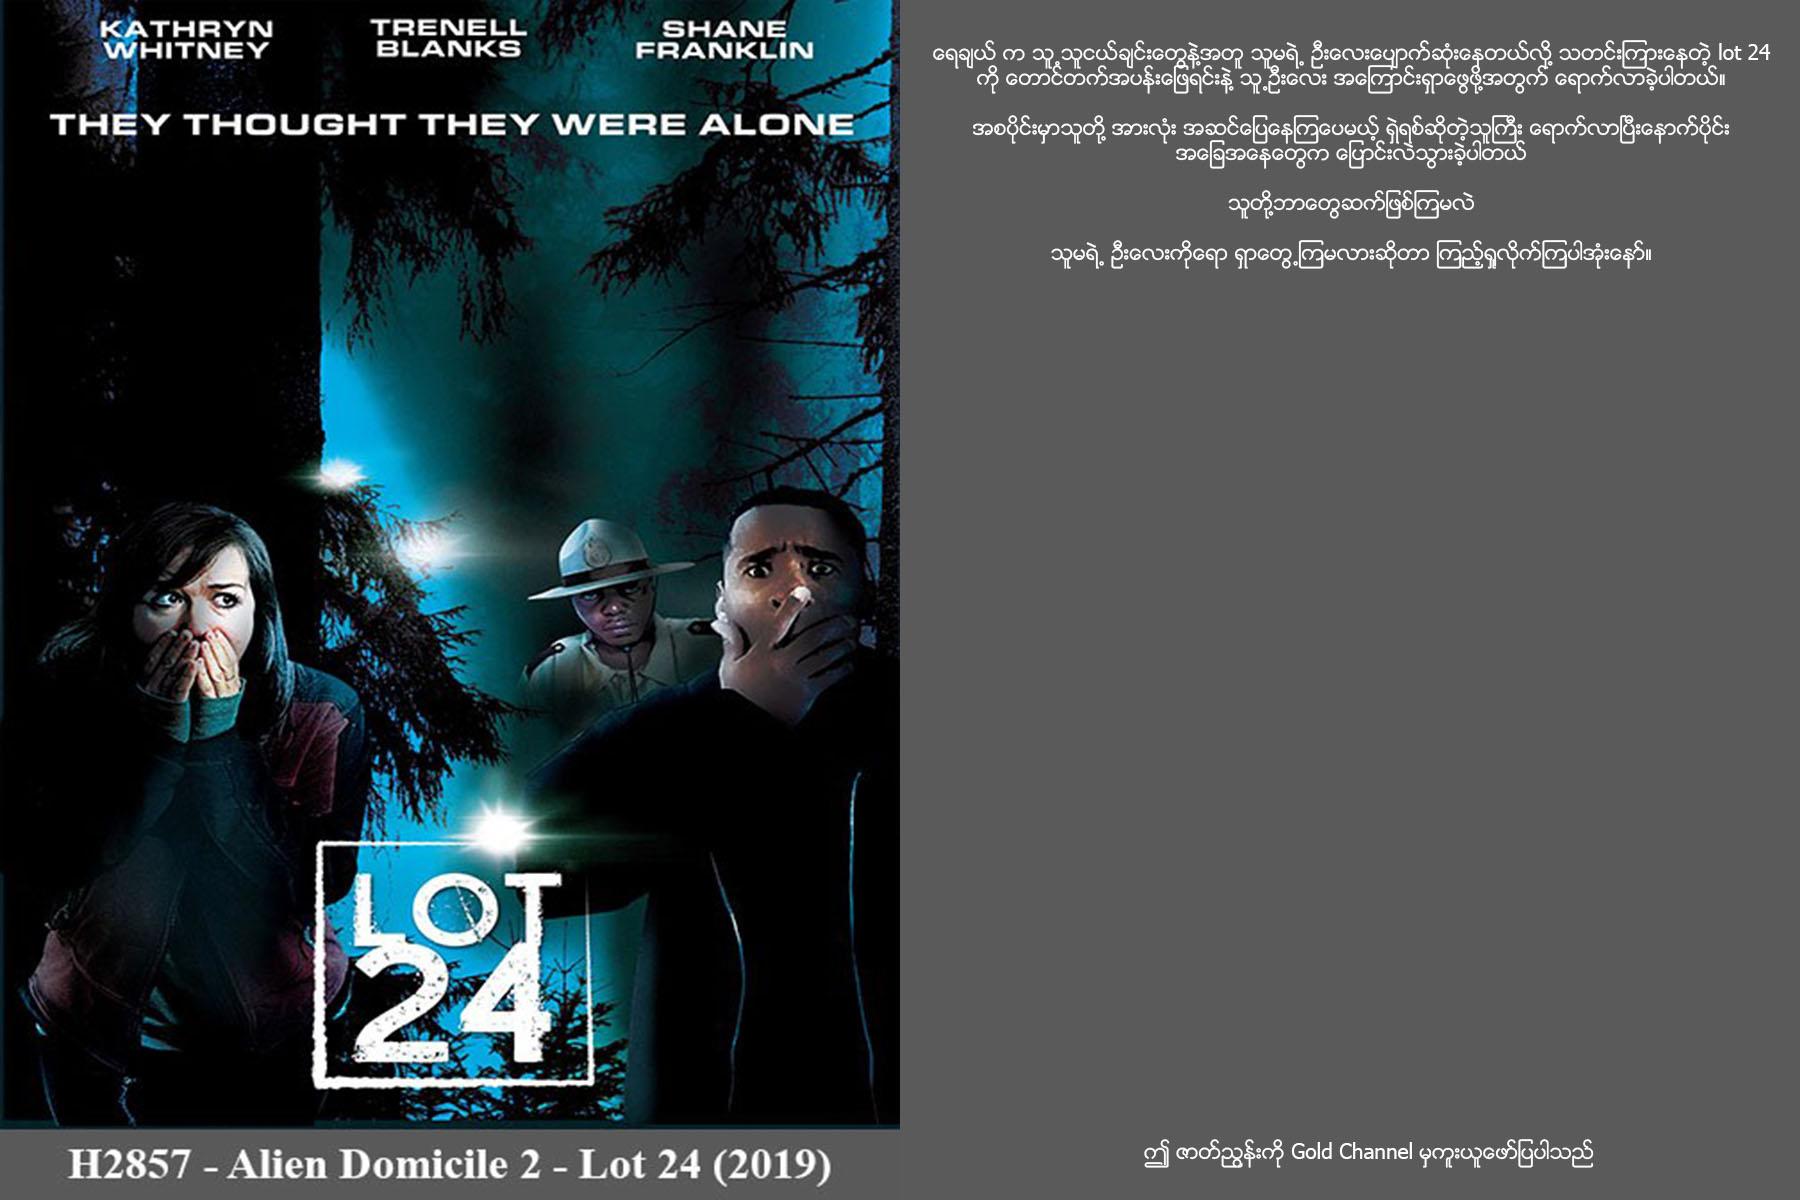 KATHRYN WHITNEY
TRENELL BLANKS
SHANE FRANKLIN
THEY THOUGHT THEY WERE ALONE
LOT
24
H2857 - Alien Domicile 2 - Lot 24 (2019)
ရေချယ် က သူ့သူငယ်ချင်းတွေနဲ့အတူ သူမရဲ့ ဦးလေးပျောက်ဆုံးနေတယ်လို့ သတင်းကြားနေတဲ့ lot 24
ကို တောင်တက်အပန်းဖြေရင်းနဲ့ သူ့ဦးလေး အကြောင်းရှာဖွေဖို့အတွက် ရောက်လာခဲ့ပါတယ်။
အစပိုင်းမှာသူတို့ အားလုံး အဆင်ပြေနေကြပေမယ့် ရှဲရစ်ဆိုတဲ့သူကြီး ရောက်လာပြီးနောက်ပိုင်း
အခြေအနေတွေက ပြောင်းလဲသွားခဲ့ပါတယ်
သူတို့ဘာတွေဆက်ဖြစ်ကြမလဲ
သူမရဲ့ ဦးလေးကိုရော ရှာတွေ့ကြမလားဆိုတာ ကြည့်ရှုလိုက်ကြပါအုံးနော်။
ဤ ဇာတ်ညွှန်းကို Gold Channel မှကူးယူဖော်ပြပါသည်